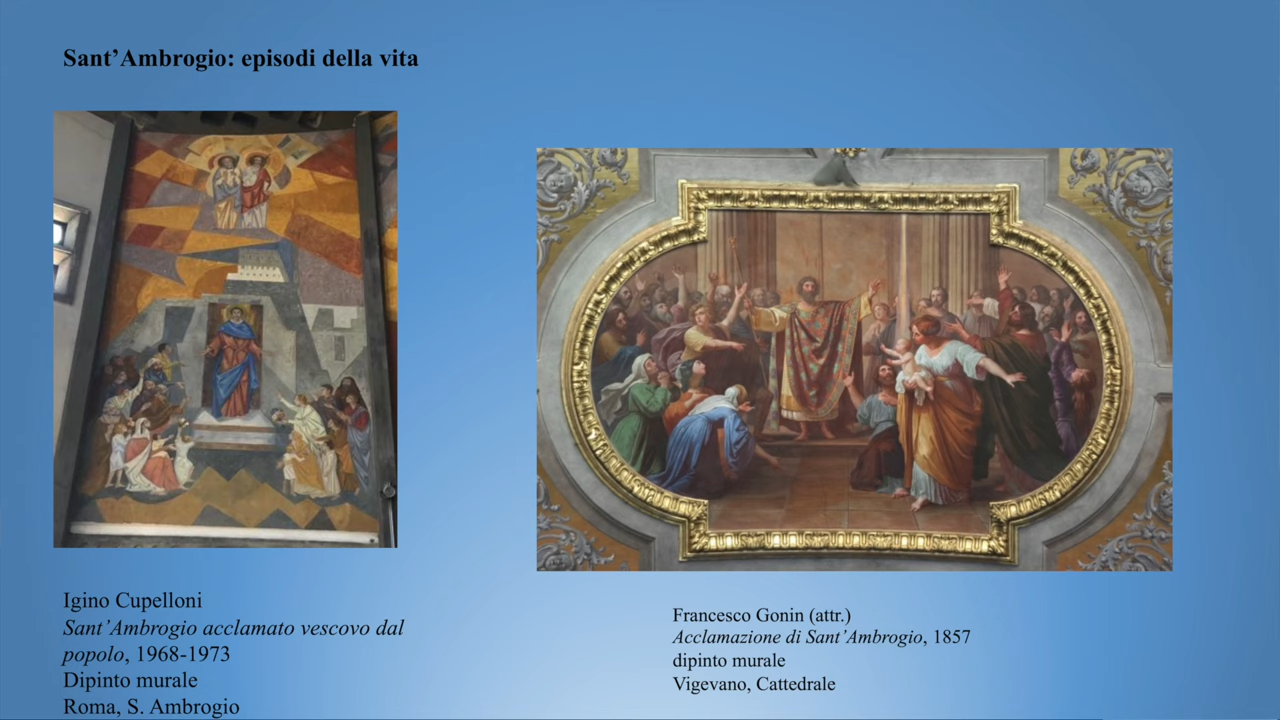 Sant’Ambrogio: episodi della vita
Igino Cupelloni
Sant’Ambrogio acclamato vescovo dal
popolo, 1968-1973
Dipinto murale
Roma, S. Ambrogio
Francesco Gonin (attr.)
Acclamazione di Sant’Ambrogio, 1857
dipinto murale
Vigevano, Cattedrale